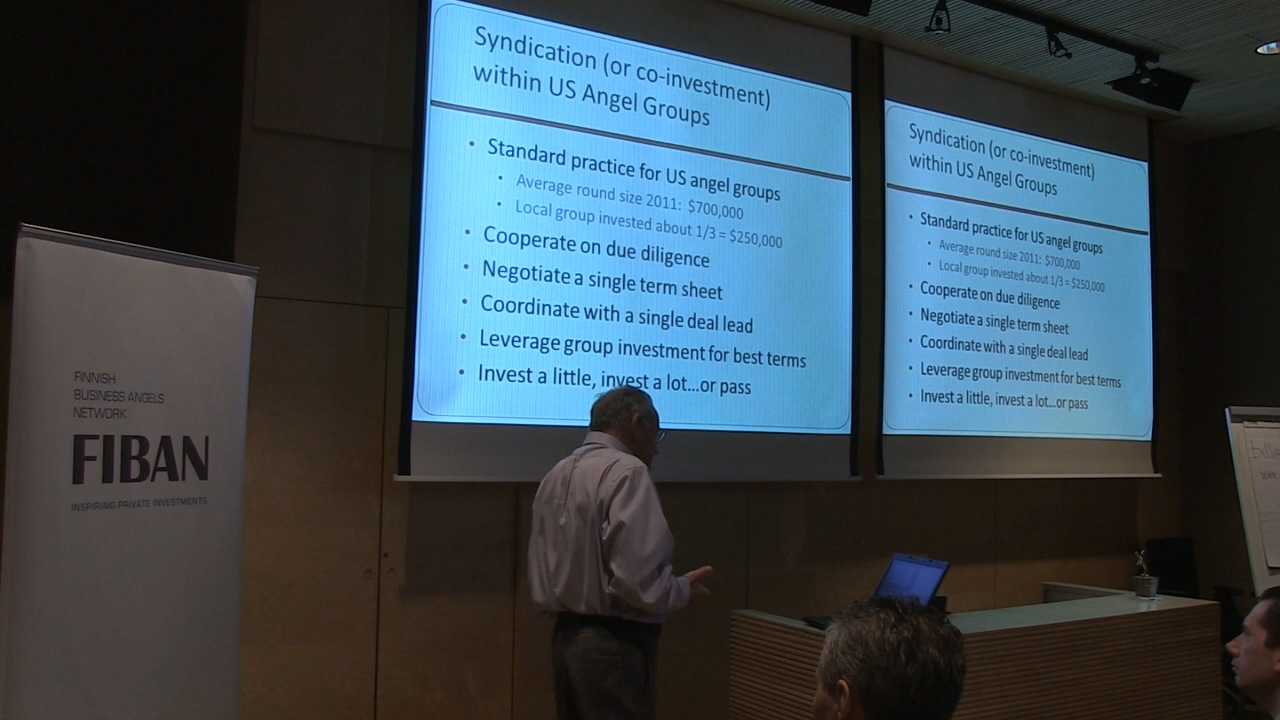 FINNISH
BUSINESS ANGELS
NETWORK
FIBAN
INSPIRING PRIVATE INVESTMENTS
Syndication (or co-investment)
within US Angel Groups
• Standard practice for US angel groups
• Average round size 2011: $700,000
• Local group invested about 1/3 = $250,000
• Cooperate on due diligence
• Negotiate a single term sheet
• Coordinate with a single deal lead
• Leverage group investment for best terms
• Invest a little, invest a lot...or pass
Syndication (or co-investment)
within US Angel Groups
• Standard practice for US angel groups
• Average round size 2011: $700,000
• Local group invested about 1/3 = $250,000
• Cooperate on due diligence
• Negotiate a single term sheet
• Coordinate with a single deal lead
• Leverage group investment for best terms
• Invest a little, invest a lot...or pass